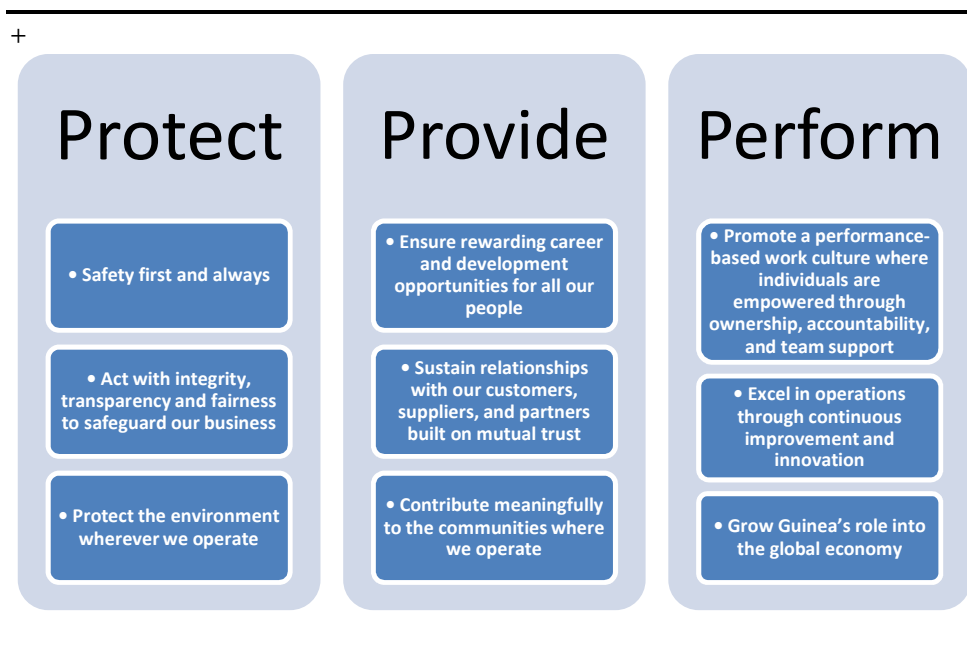 +
Protect
• Safety first and always
• Act with integrity,
transparency and fairness
to safeguard our business
• Protect the environment
wherever we operate
Provide
• Ensure rewarding career
and development
opportunities for all our
people
• Sustain relationships
with our customers,
suppliers, and partners
built on mutual trust
• Contribute meaningfully
to the communities where
we operate
Perform
• Promote a performance-
based work culture where
individuals are
empowered through
ownership, accountability,
and team support
• Excel in operations
through continuous
improvement and
innovation
• Grow Guinea’s role into
the global economy